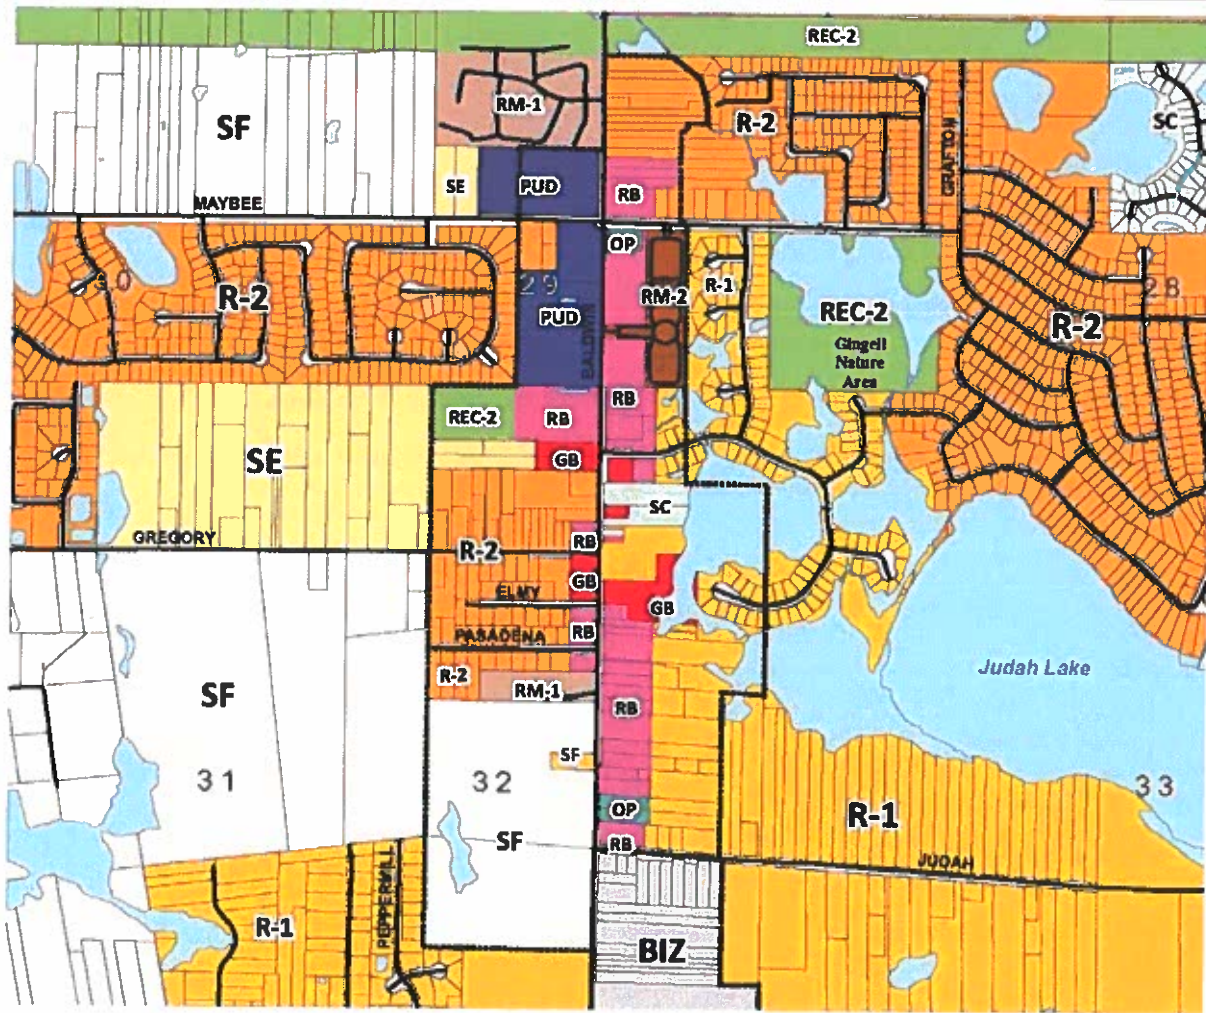 REC-2
RM-1
SF
R-2
SC
GRAFTON
SE
PUD
RB
MAYBEE
OP
29
R-2
PUD
RM-2
R-1
REC-2
Gingell
Nature
Area
28
R-2
BALDWIN
RB
REC-2
RB
GB
SE
SC
GREGORY
RB
R-2
GB
ELMY
GB
RB
PASADENA
R-2
RM-1
Judah Lake
SF
RB
SF
31
32
33
OP
R-1
SF
RB
JUDAH
PEPPERMILL
R-1
BIZ